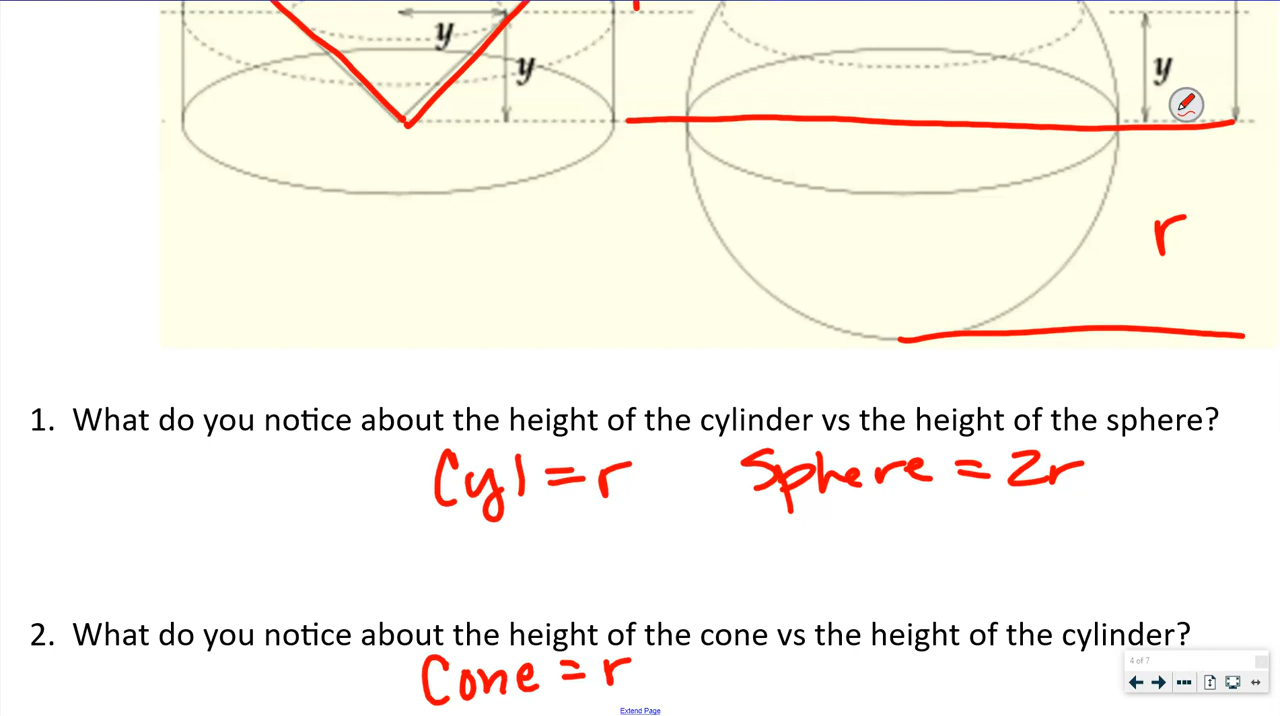 y
y
y
r
1. What do you notice about the height of the cylinder vs the height of the sphere?
Cyl = r Sphere = 2r
2. What do you notice about the height of the cone vs the height of the cylinder?
Cone = r
4 of 7
Extend Page